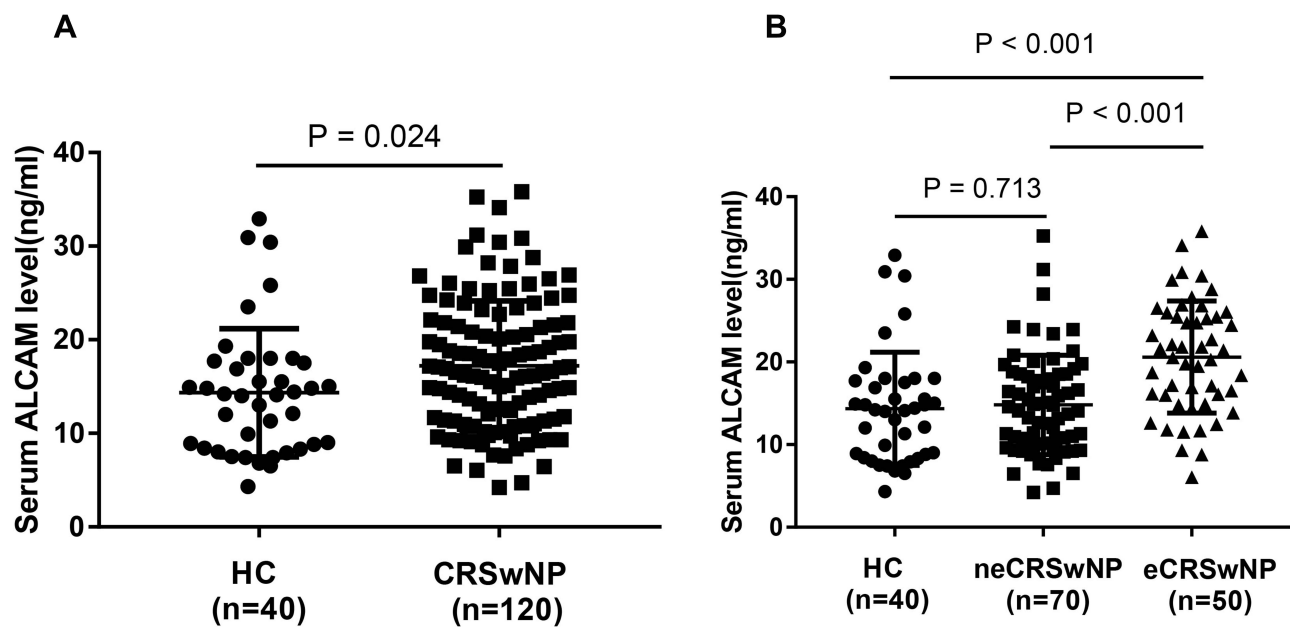 A
P = 0.024
Serum ALCAM level(ng/ml)
40
30
20
10
0
HC
(n=40)
CRSwNP
(n=120)
B
P < 0.001
P < 0.001
P = 0.713
Serum ALCAM level(ng/ml)
40
30
20
10
0
HC
(n=40)
neCRSwNP
(n=70)
eCRSwNP
(n=50)